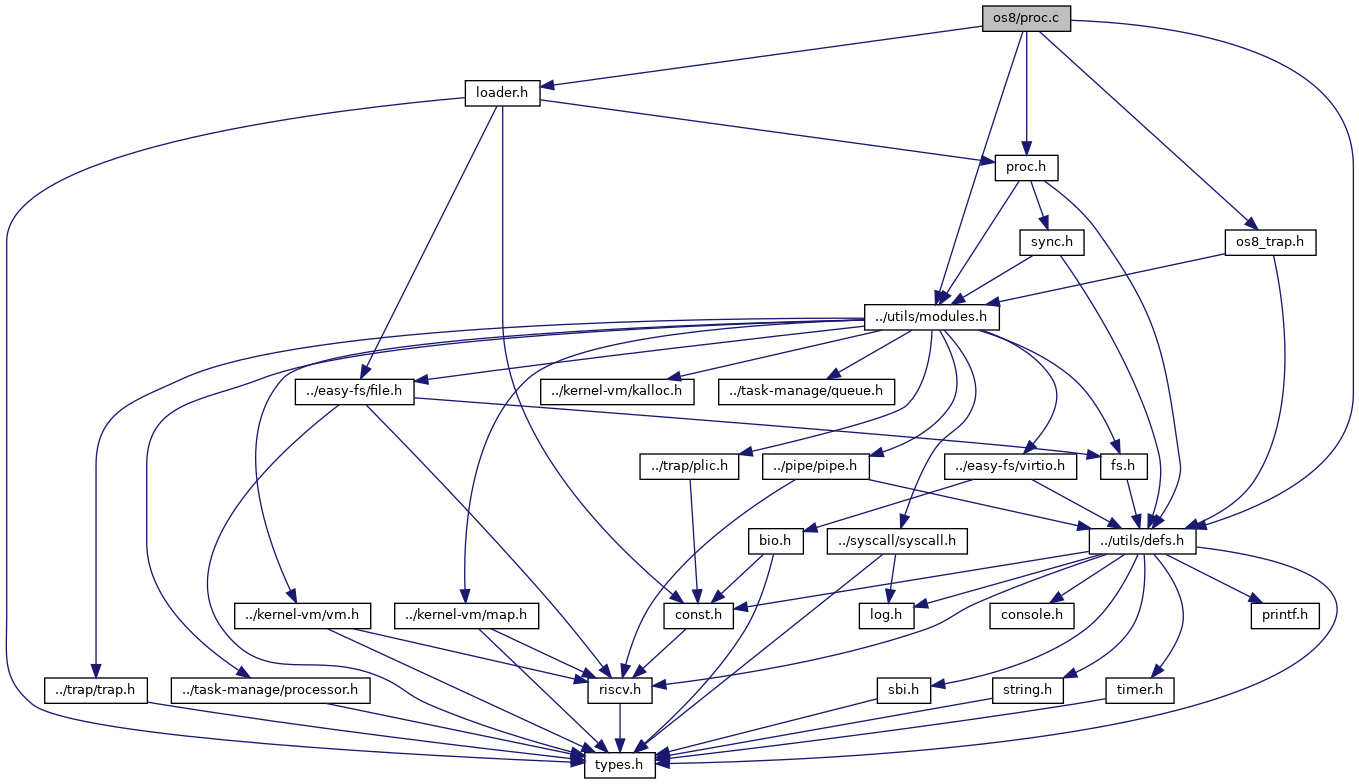 os8/proc.c
loader.h
proc.h
sync.h
os8_trap.h
../utils/modules.h
../easy-fs/file.h
../kernel-vm/kalloc.h
../task-manage/queue.h
../trap/plic.h
../pipe/pipe.h
../easy-fs/virtio.h
fs.h
bio.h
../syscall/syscall.h
../utils/defs.h
../kernel-vm/vm.h
../kernel-vm/map.h
const.h
log.h
console.h
printf.h
../trap/trap.h
../task-manage/processor.h
riscv.h
sbi.h
string.h
timer.h
types.h